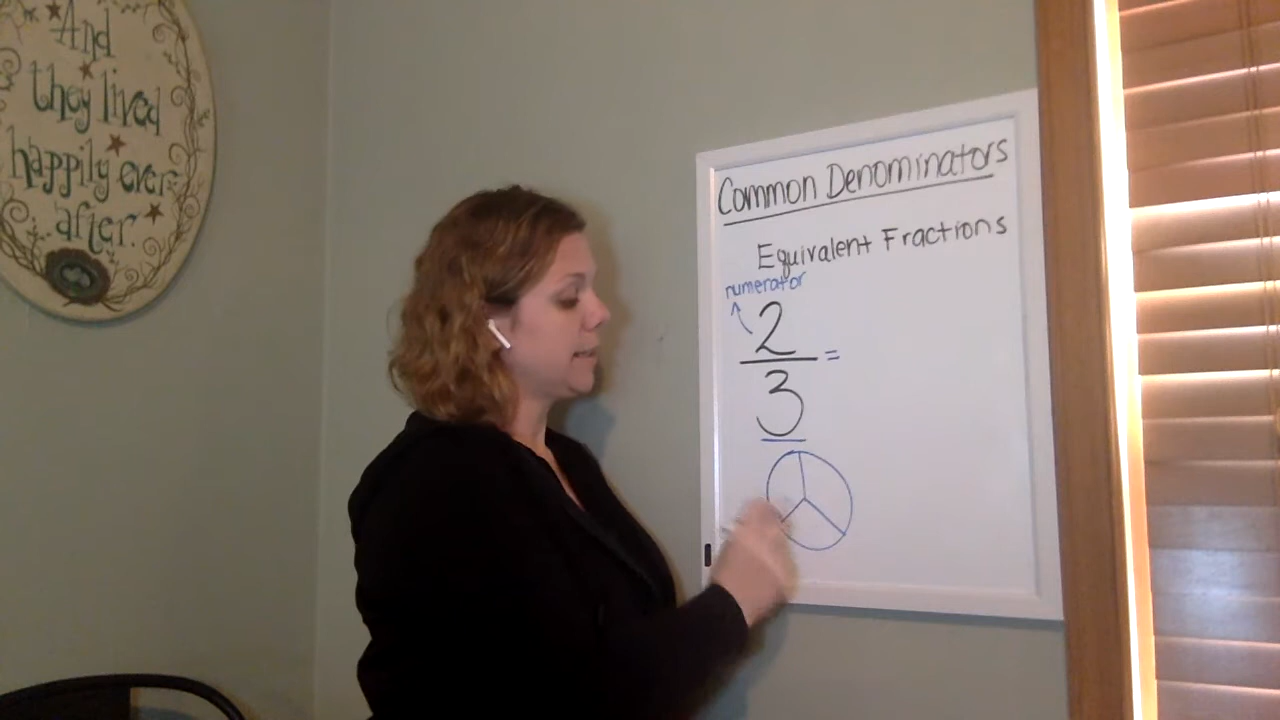 And
they lived
happily ever
after.
Common Denominators
Equivalent Fractions
numerator
2
=
3